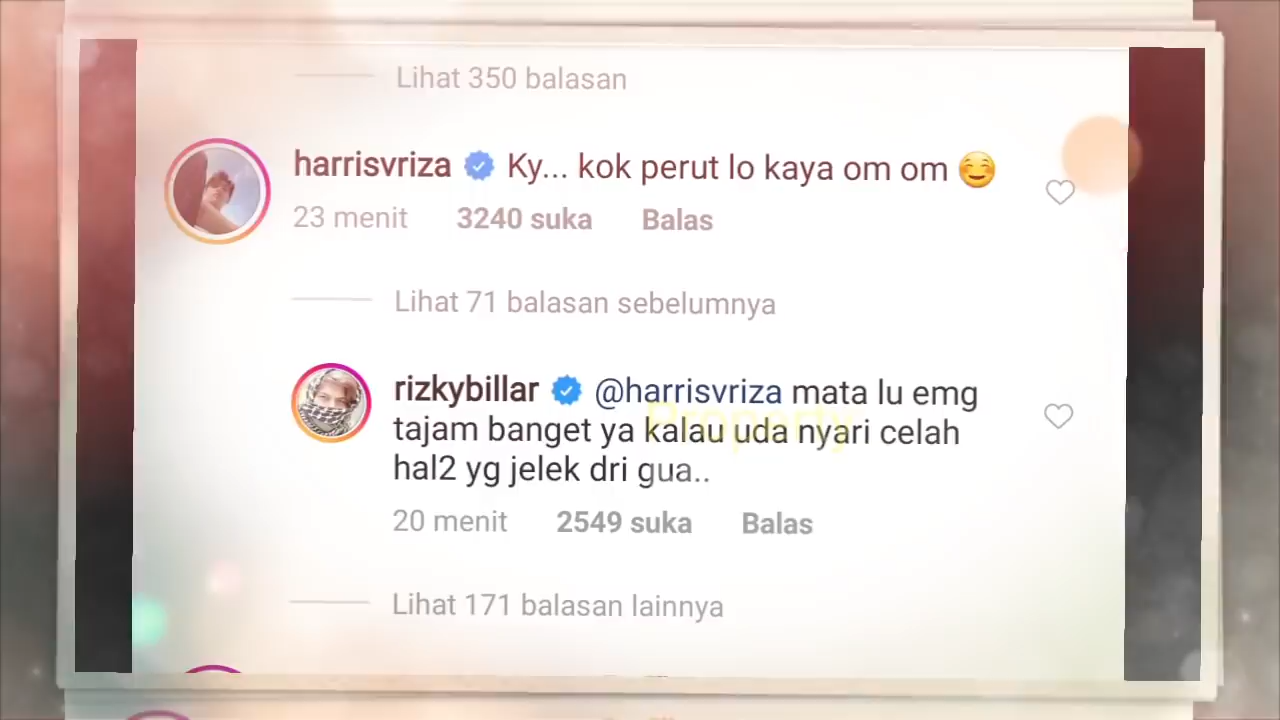 Lihat 350 balasan
harrisvriza Ky... kok perut lo kaya om om 😊
23 menit 3240 suka Balas
Lihat 71 balasan sebelumnya
rizkybillar @harrisvriza mata lu emg
tajam banget ya kalau uda nyari celah
hal2 yg jelek dri gua..
Property
20 menit 2549 suka Balas
Lihat 171 balasan lainnya